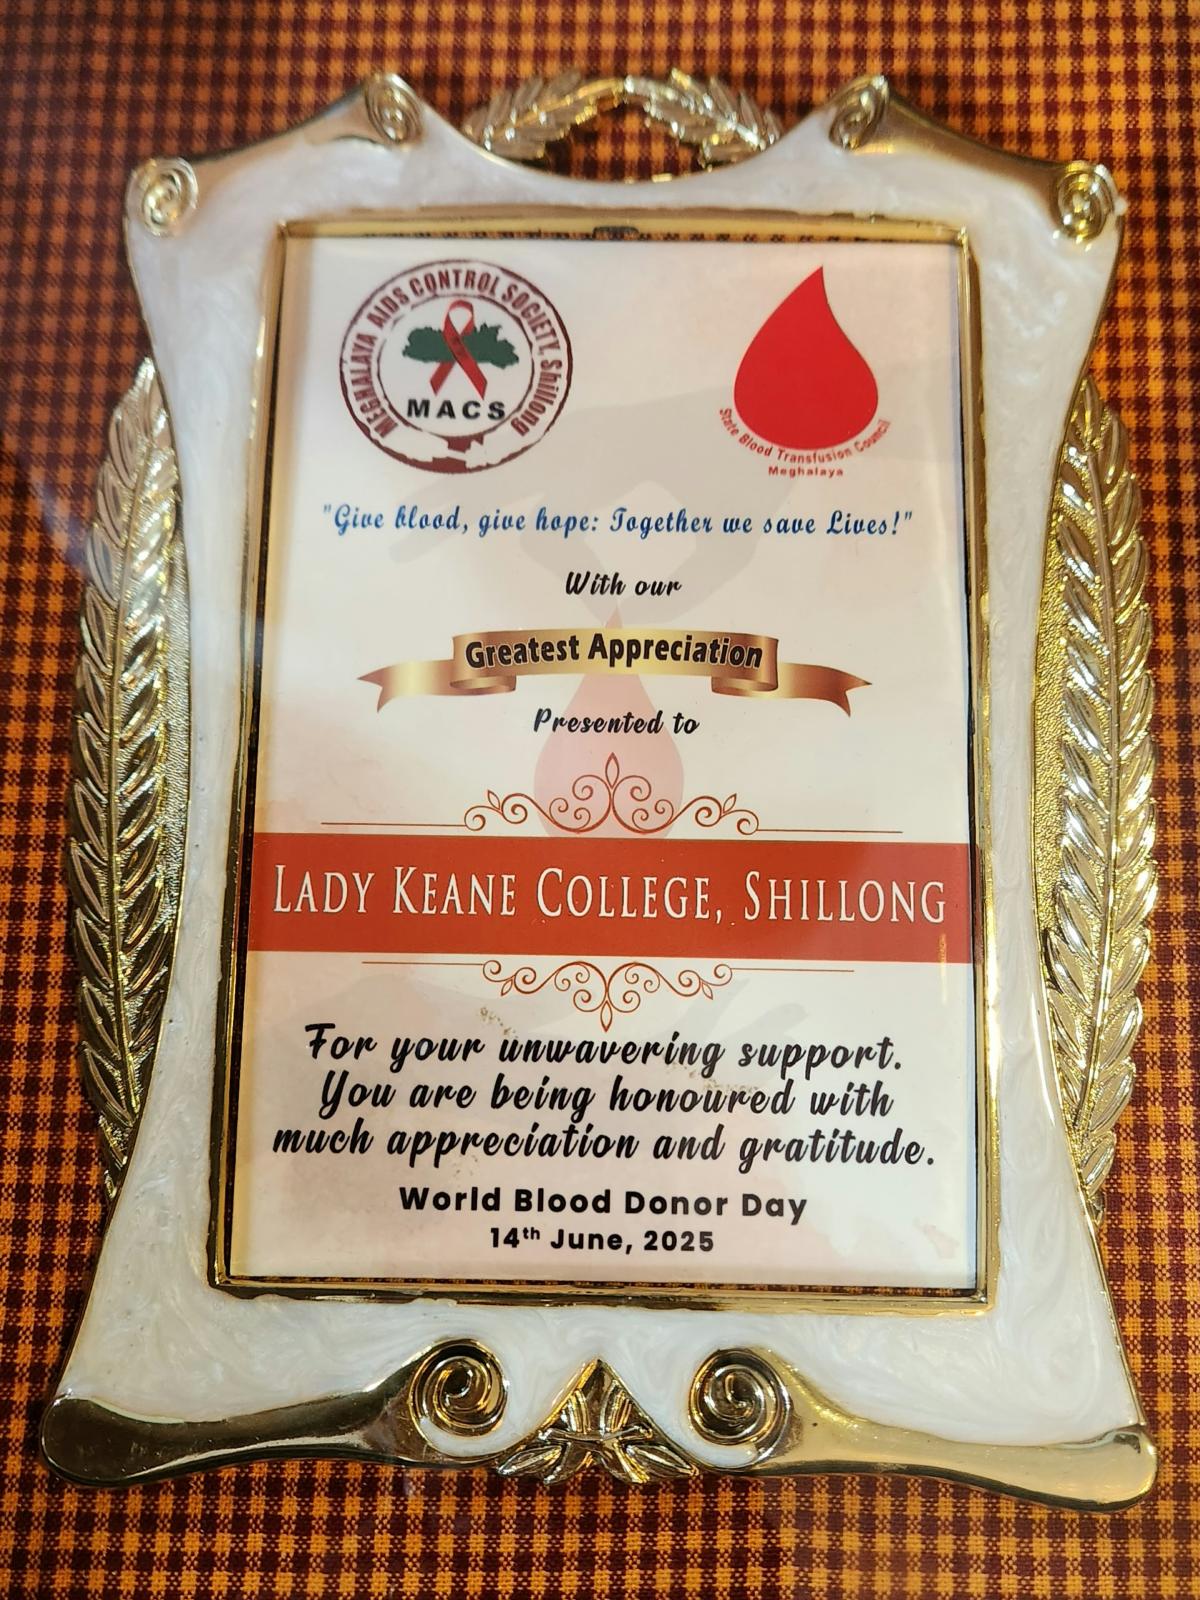 MEGHALAYA AIDS CONTROL SOCIETY, Shillong
MACS
State Blood Transfusion Council
Meghalaya
"Give blood, give hope: Together we save Lives!"
With our
Greatest Appreciation
Presented to
LADY KEANE COLLEGE, SHILLONG
For your unwavering support.
You are being honoured with
much appreciation and gratitude.
World Blood Donor Day
14th June, 2025